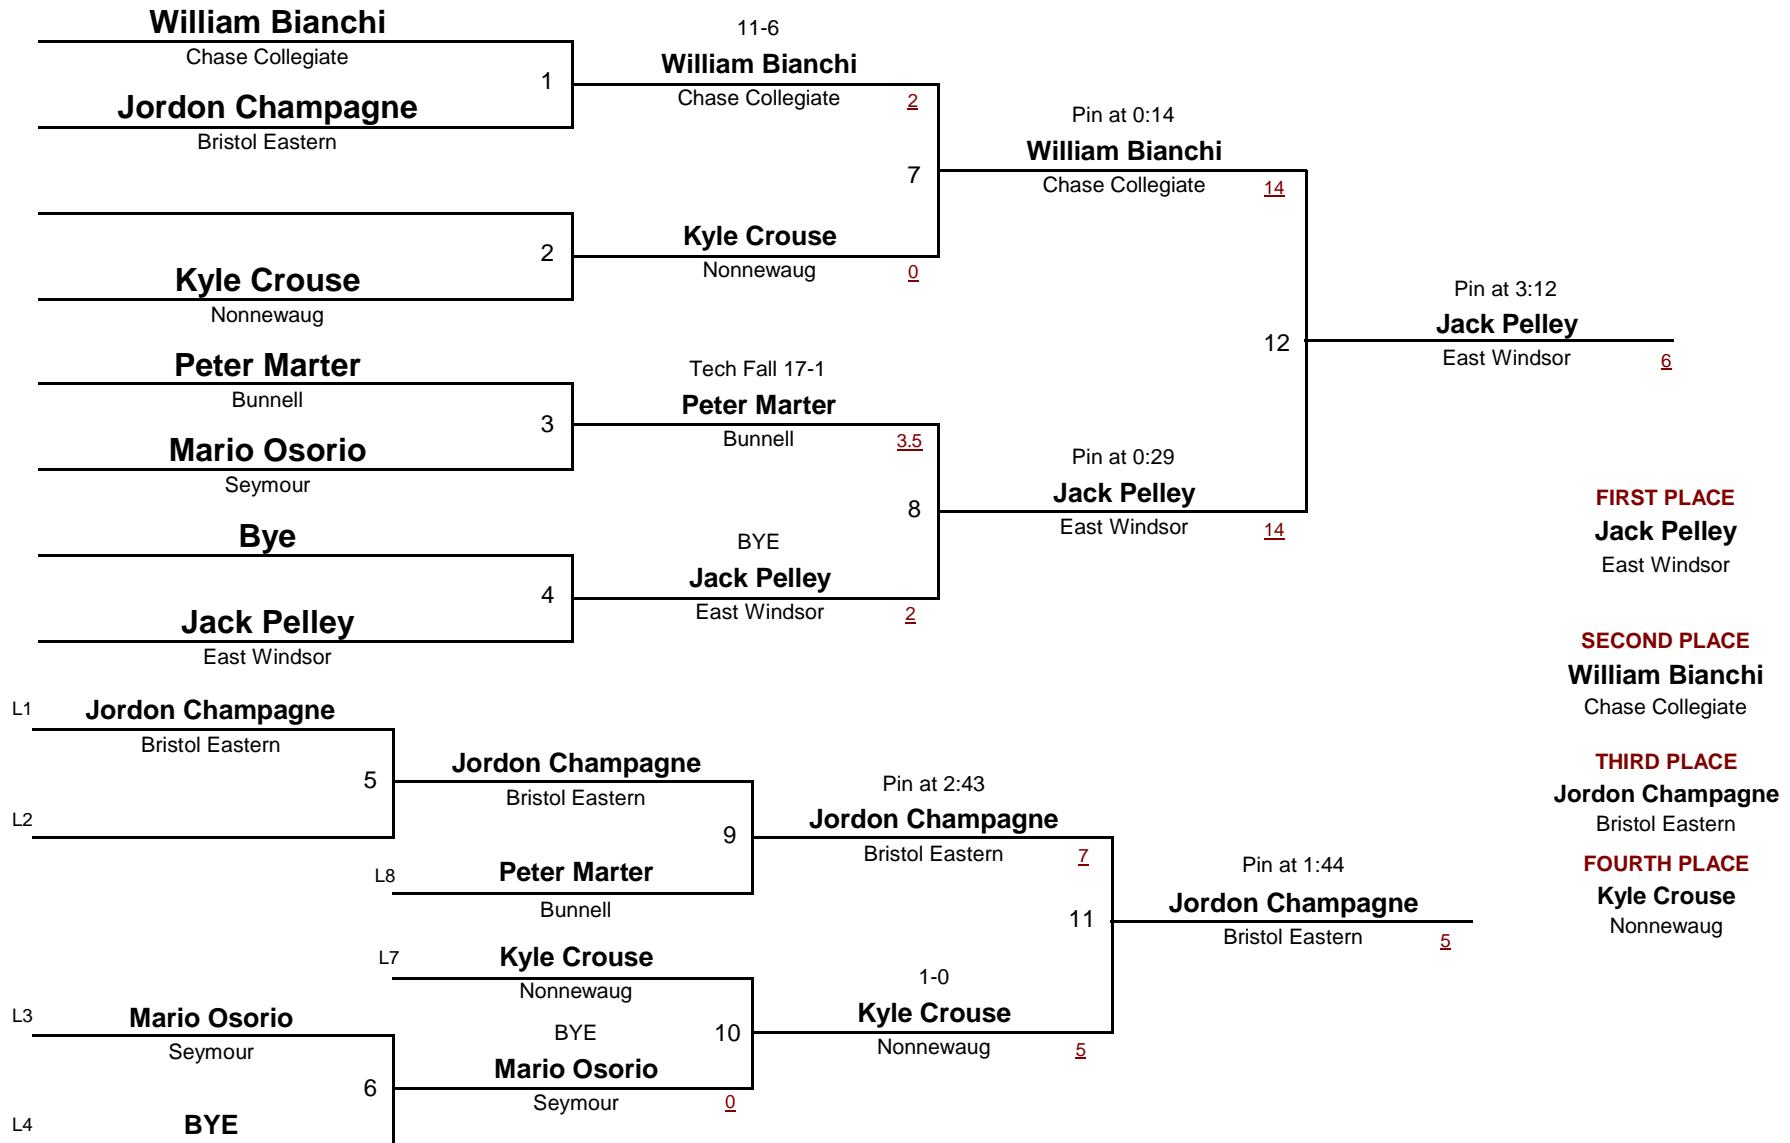 William Bianchi
Chase Collegiate
1
Jordon Champagne
Bristol Eastern
2
Kyle Crouse
Nonnewaug
Peter Marter
Bunnell
3
Mario Osorio
Seymour
Bye
4
Jack Pelley
East Windsor
11-6
William Bianchi
Chase Collegiate 2
7
Kyle Crouse
Nonnewaug 0
Tech Fall 17-1
Peter Marter
Bunnell 3.5
8
BYE
Jack Pelley
East Windsor 2
Pin at 0:14
William Bianchi
Chase Collegiate 14
12
Pin at 0:29
Jack Pelley
East Windsor 14
Pin at 3:12
Jack Pelley
East Windsor 6
FIRST PLACE
Jack Pelley
East Windsor
SECOND PLACE
William Bianchi
Chase Collegiate
THIRD PLACE
Jordon Champagne
Bristol Eastern
FOURTH PLACE
Kyle Crouse
Nonnewaug
L1 Jordon Champagne
Bristol Eastern
5
L2
Jordon Champagne
Bristol Eastern
9
L8 Peter Marter
Bunnell
L7 Kyle Crouse
Nonnewaug
BYE 10
Mario Osorio
Seymour 0
L3 Mario Osorio
Seymour
6
L4 BYE
Pin at 2:43
Jordon Champagne
Bristol Eastern 7
11
1-0
Kyle Crouse
Nonnewaug 5
Pin at 1:44
Jordon Champagne
Bristol Eastern 5